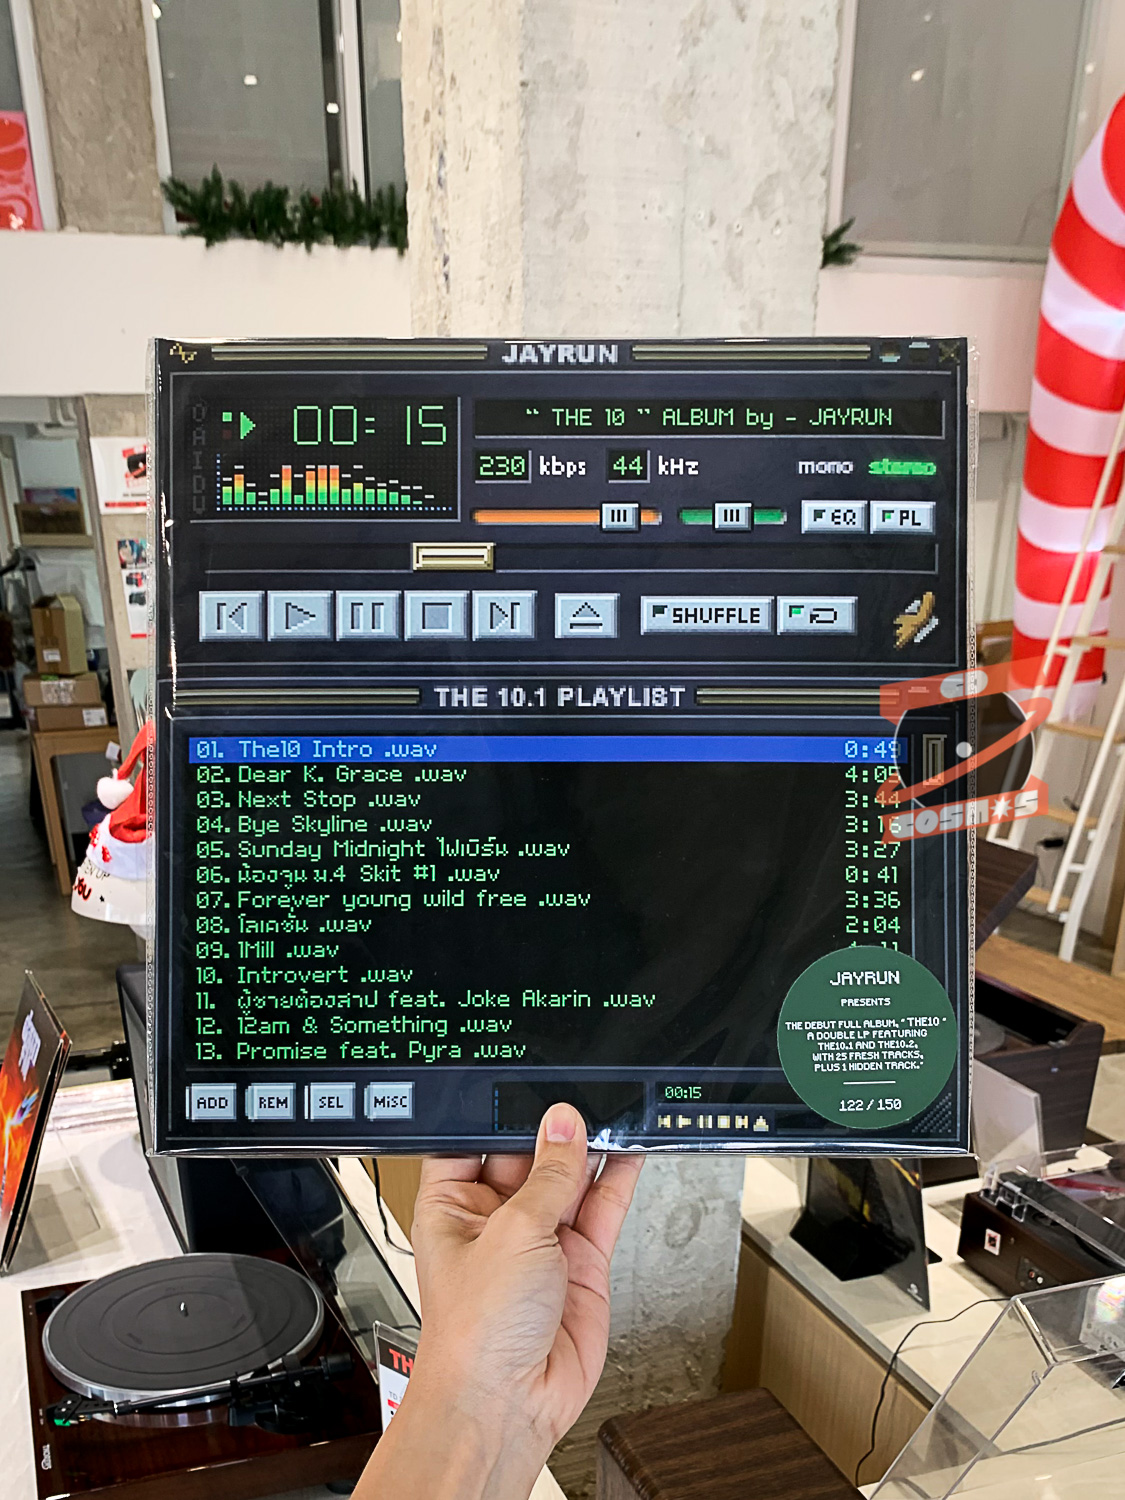 JAYRUN
00:15
“ THE 10 ” ALBUM by - JAYRUN
230 kbps 44 kHz mono stereo
EQ PL
SHUFFLE
THE 10.1 PLAYLIST
01. The10 Intro .wav 0:49
02. Dear K. Grace .wav 4:05
03. Next Stop .wav 3:44
04. Bye Skyline .wav 3:16
05. Sunday Midnight ไฟเบิร์น .wav 3:27
06. น้องจูน ม.4 Skit #1 .wav 0:41
07. Forever young wild free .wav 3:36
08. โลเคชั่น .wav 2:04
09. 1Mill .wav
10. Introvert .wav
11. ผู้ชายต้องสาป feat. Joke Akarin .wav
12. 12am & Something .wav
13. Promise feat. Pyra .wav
ADD REM SEL MISC
00:15
JAYRUN
PRESENTS
THE DEBUT FULL ALBUM, "THE10"
A DOUBLE LP FEATURING
THE10.1 AND THE10.2,
WITH 25 FRESH TRACKS,
PLUS 1 HIDDEN TRACK."
122/150
COSMOS